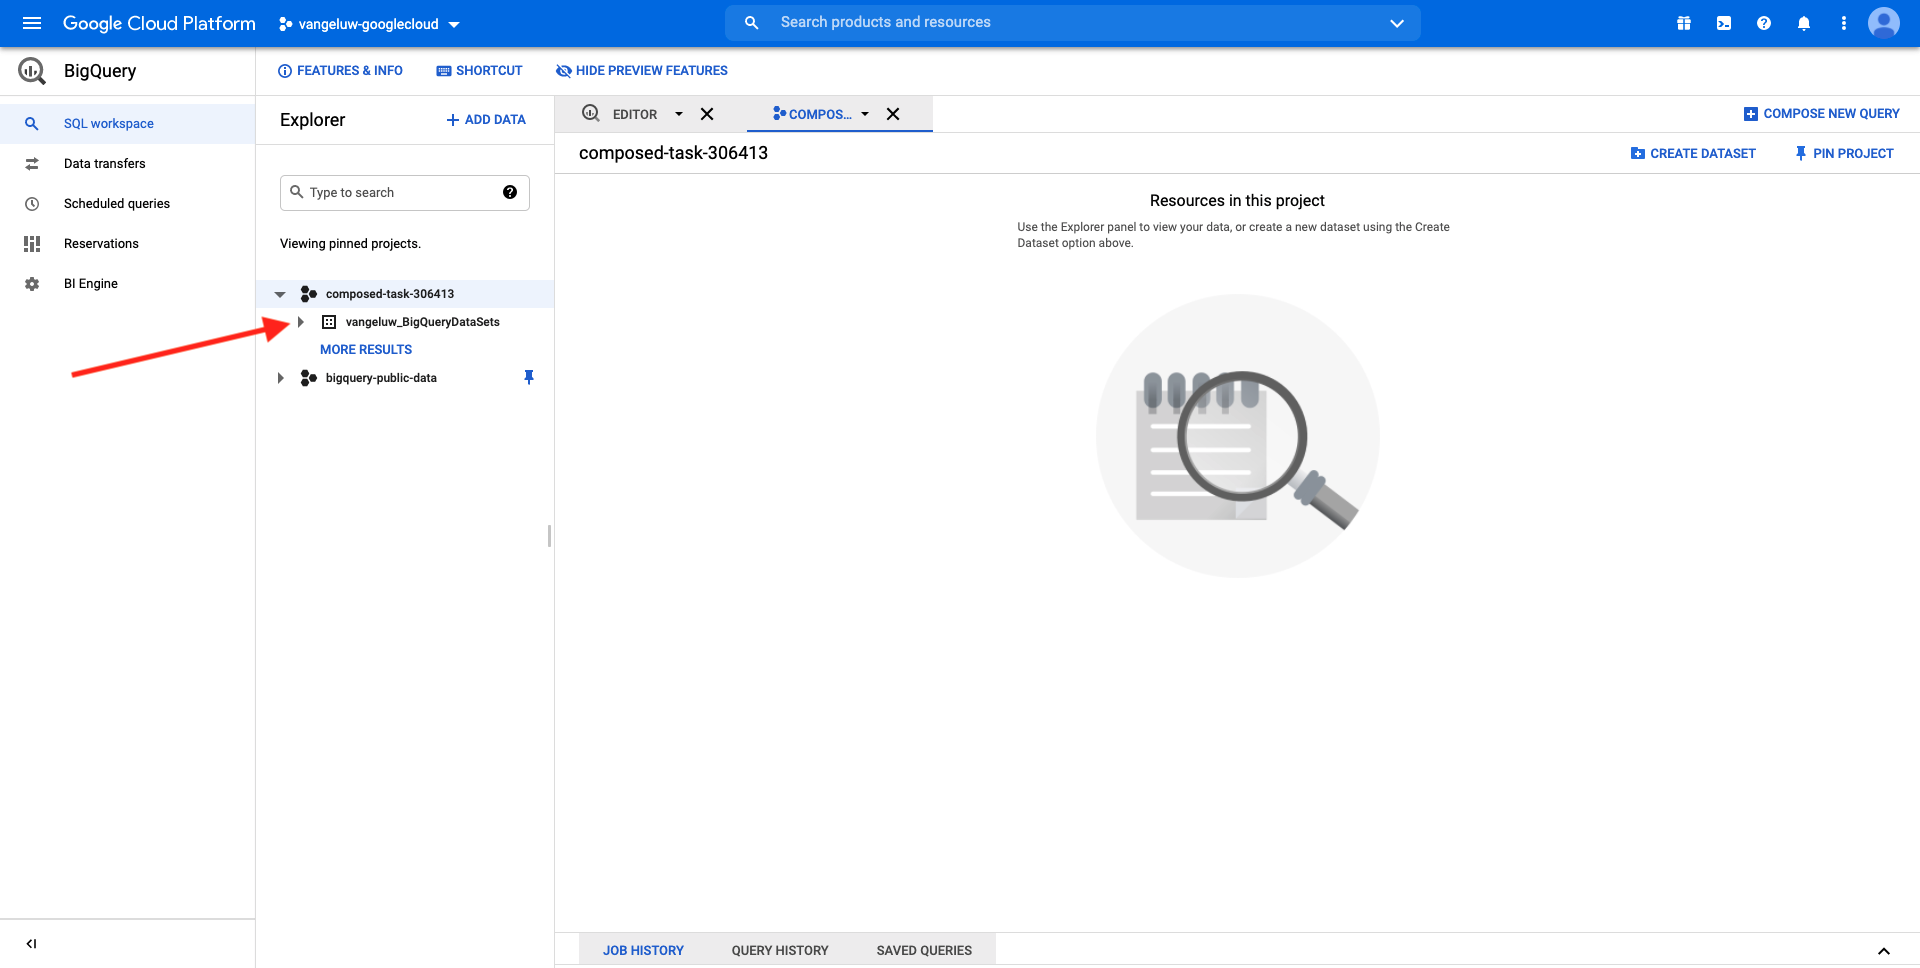 Google Cloud Platform
vangeluw-googlecloud
Search products and resources
BigQuery
FEATURES & INFO
SHORTCUT
HIDE PREVIEW FEATURES
SQL workspace
Data transfers
Scheduled queries
Reservations
BI Engine
Explorer
ADD DATA
Type to search
Viewing pinned projects.
composed-task-306413
vangeluw_BigQueryDataSets
MORE RESULTS
bigquery-public-data
EDITOR
COMPOS...
COMPOSE NEW QUERY
composed-task-306413
CREATE DATASET
PIN PROJECT
Resources in this project
Use the Explorer panel to view your data, or create a new dataset using the Create
Dataset option above.
JOB HISTORY
QUERY HISTORY
SAVED QUERIES